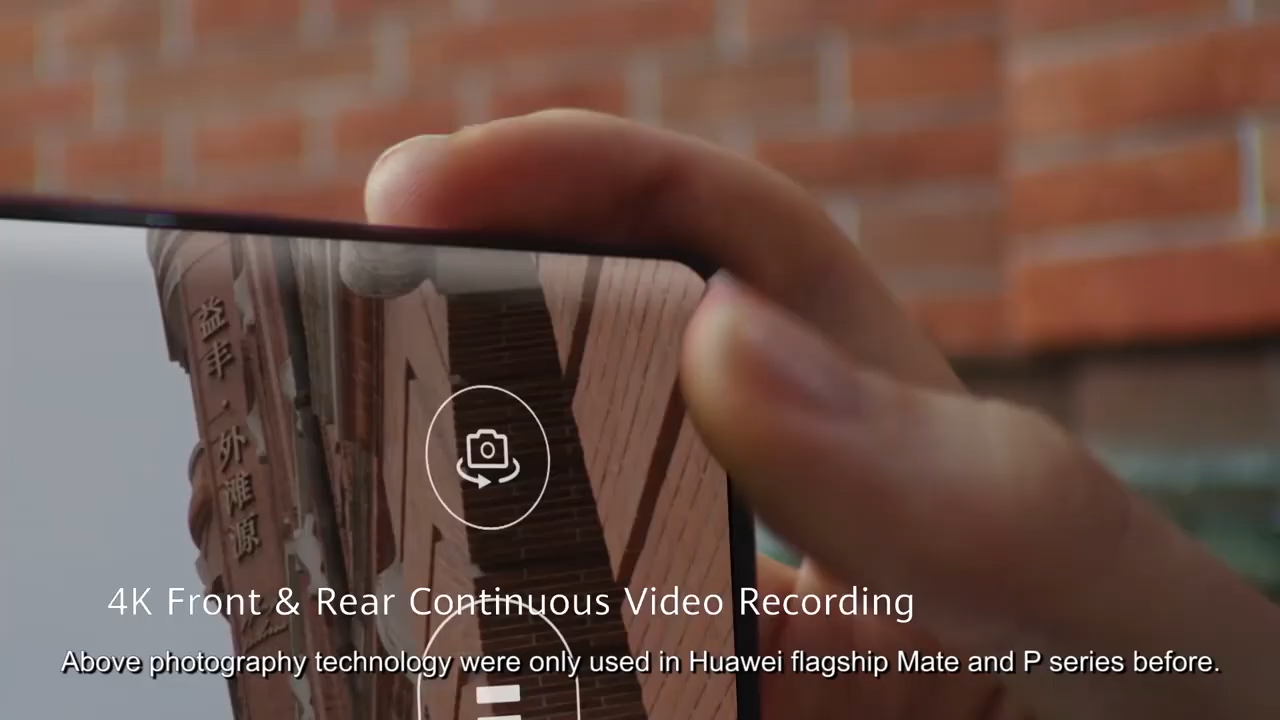 益丰·外滩源
4K Front & Rear Continuous Video Recording
Above photography technology were only used in Huawei flagship Mate and P series before.